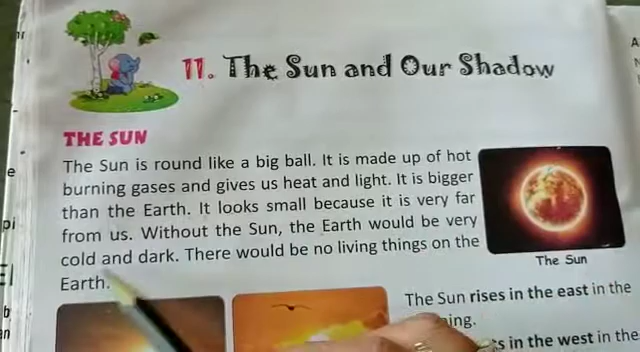 11. The Sun and Our Shadow
THE SUN
The Sun is round like a big ball. It is made up of hot
burning gases and gives us heat and light. It is bigger
than the Earth. It looks small because it is very far
from us. Without the Sun, the Earth would be very
cold and dark. There would be no living things on the
Earth.
The Sun
The Sun rises in the east in the
in the west in the